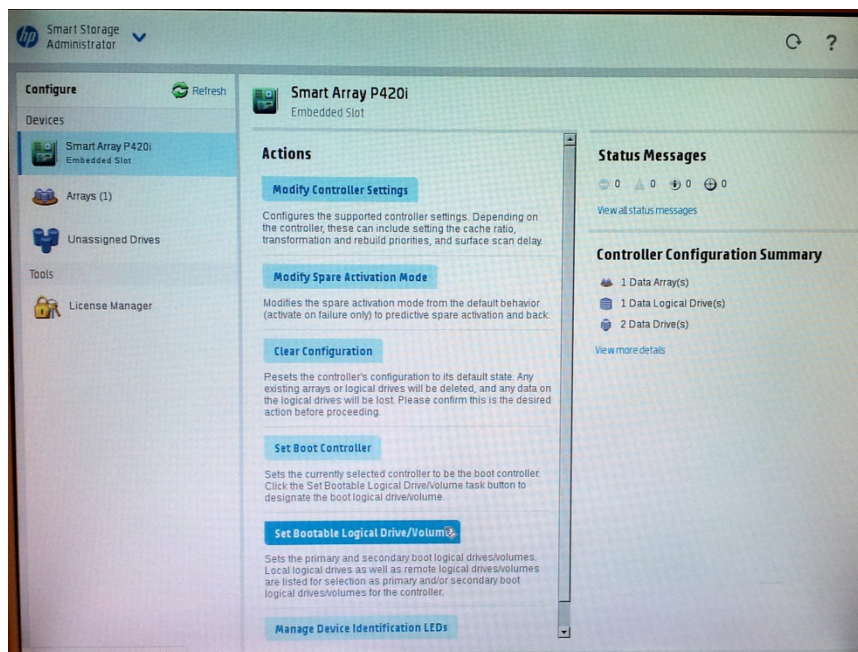 hp
Smart Storage
Administrator
?
Configure
Refresh
Devices
Smart Array P420i
Embedded Slot
Arrays (1)
Unassigned Drives
Tools
License Manager
Smart Array P420i
Embedded Slot
Actions
Modify Controller Settings
Configures the supported controller settings. Depending on
the controller, these can include setting the cache ratio,
transformation and rebuild priorities, and surface scan delay.
Modify Spare Activation Mode
Modifies the spare activation mode from the default behavior
(activate on failure only) to predictive spare activation and back.
Clear Configuration
Resets the controller's configuration to its default state. Any
existing arrays or logical drives will be deleted, and any data on
the logical drives will be lost. Please confirm this is the desired
action before proceeding.
Set Boot Controller
Sets the currently selected controller to be the boot controller.
Click the Set Bootable Logical Drive/Volume task button to
designate the boot logical drive/volume.
Set Bootable Logical Drive/Volume
Sets the primary and secondary boot logical drives/volumes.
Local logical drives as well as remote logical drives/volumes
are listed for selection as primary and/or secondary boot
logical drives/volumes for the controller.
Manage Device Identification LEDs
Status Messages
0 0 0 0
View all status messages
Controller Configuration Summary
1 Data Array(s)
1 Data Logical Drive(s)
2 Data Drive(s)
View more details